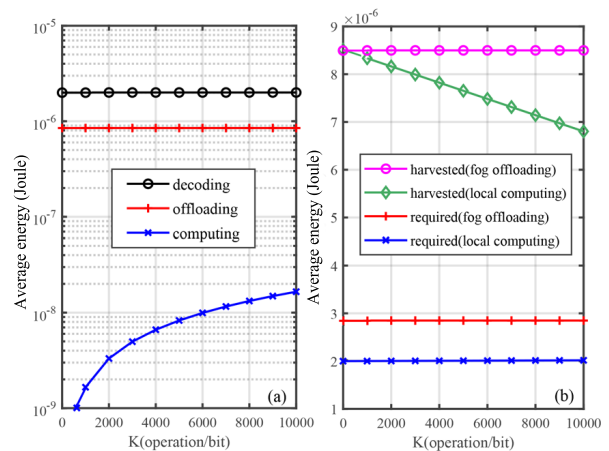 10^-5
10^-6
10^-7
10^-8
10^-9
Average energy (Joule)
decoding
offloading
computing
(a)
0 2000 4000 6000 8000 10000
K(operation/bit)
×10^-6
9
8
7
6
5
4
3
2
1
Average energy (Joule)
harvested(fog offloading)
harvested(local computing)
required(fog offloading)
required(local computing)
(b)
0 2000 4000 6000 8000 10000
K(operation/bit)